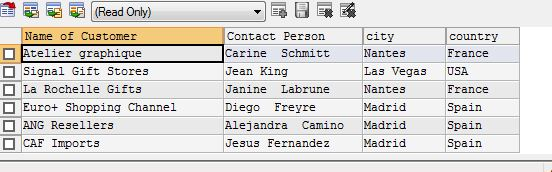 (Read Only)
Name of Customer Contact Person city country
Atelier graphique Carine  Schmitt Nantes France
Signal Gift Stores Jean King Las Vegas USA
La Rochelle Gifts Janine  Labrune Nantes France
Euro+ Shopping Channel Diego  Freyre Madrid Spain
ANG Resellers Alejandra  Camino Madrid Spain
CAF Imports Jesus Fernandez Madrid Spain